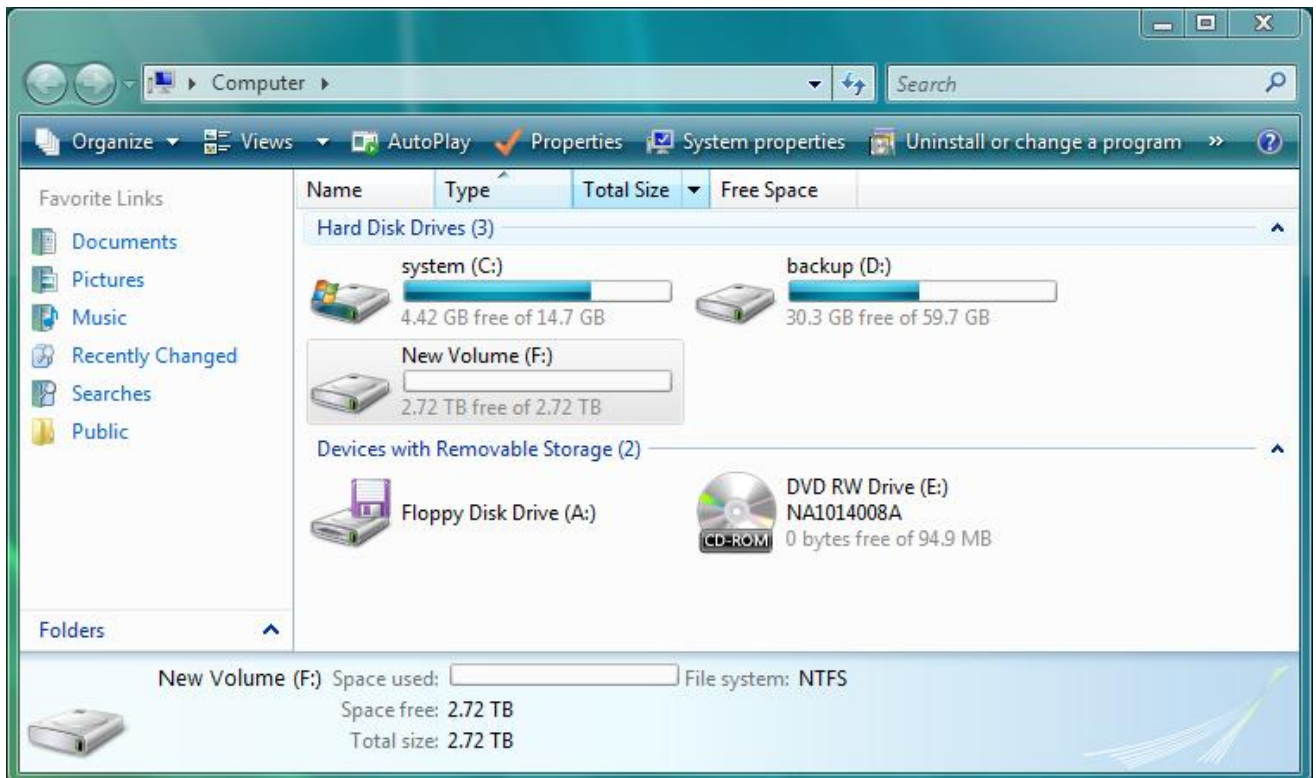 Computer
Search
Organize Views AutoPlay Properties System properties Uninstall or change a program »
Favorite Links
Documents
Pictures
Music
Recently Changed
Searches
Public
Folders
Name Type Total Size Free Space
Hard Disk Drives (3)
system (C:)
4.42 GB free of 14.7 GB
backup (D:)
30.3 GB free of 59.7 GB
New Volume (F:)
2.72 TB free of 2.72 TB
Devices with Removable Storage (2)
Floppy Disk Drive (A:)
DVD RW Drive (E:)
NA1014008A
CD-ROM
0 bytes free of 94.9 MB
New Volume (F:) Space used: File system: NTFS
Space free: 2.72 TB
Total size: 2.72 TB